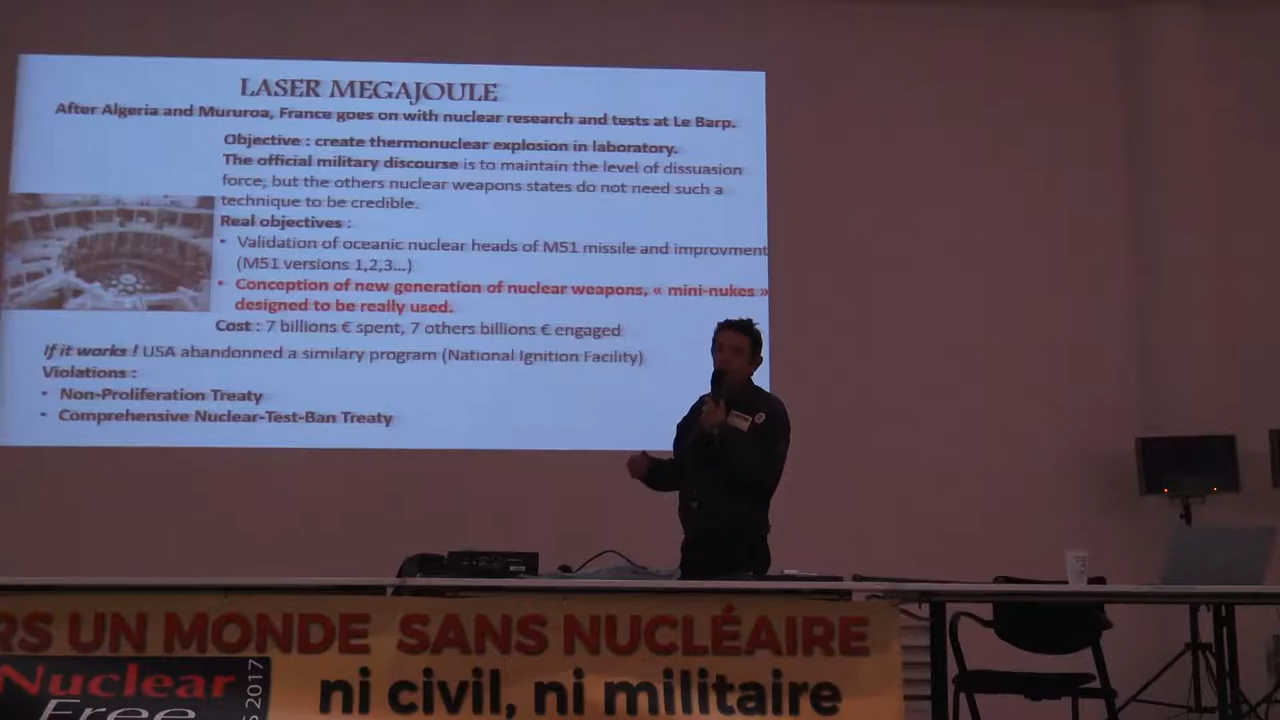 LASER MEGAJOULE
After Algeria and Mururoa, France goes on with nuclear research and tests at Le Barp.
Objective : create thermonuclear explosion in laboratory.
The official military discourse is to maintain the level of dissuasion
force, but the others nuclear weapons states do not need such a
technique to be credible.
Real objectives :
• Validation of oceanic nuclear heads of M51 missile and improvment
(M51 versions 1,2,3...)
• Conception of new generation of nuclear weapons, « mini-nukes »
designed to be really used.
Cost : 7 billions € spent, 7 others billions € engaged
If it works ! USA abandonned a similary program (National Ignition Facility)
Violations :
• Non-Proliferation Treaty
• Comprehensive Nuclear-Test-Ban Treaty
RS UN MONDE SANS NUCLÉAIRE
ni civil, ni militaire
Nuclear
Free
S 2017